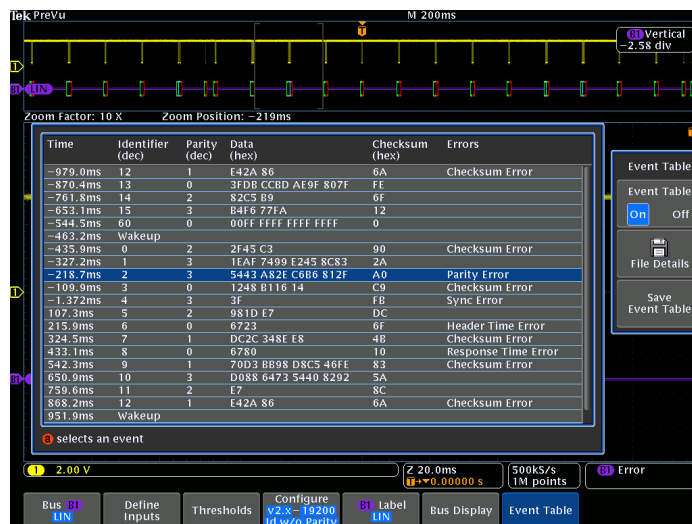 Tek PreVu M 200ms
T
B1 Vertical
−2.58 div
1
B1 LIN
Zoom Factor: 10 X Zoom Position: −219ms
Time Identifier (dec) Parity (dec) Data (hex) Checksum (hex) Errors
−979.0ms 12 1 E42A 86 6A Checksum Error
−870.4ms 13 0 3FDB CCBD AE9F 807F FE
−761.8ms 14 2 82C5 B9 6F
−653.1ms 15 3 B4F6 77FA 12
−544.5ms 60 0 00FF FFFF FFFF FFFF 0
−463.2ms Wakeup
−435.9ms 0 2 2F45 C3 90 Checksum Error
−327.2ms 1 3 1EAF 7499 E245 8C83 2A
−218.7ms 2 3 5443 A82E C6B6 812F A0 Parity Error
−109.9ms 3 0 1248 B116 14 C9 Checksum Error
−1.372ms 4 3 3F FB Sync Error
107.3ms 5 2 981D E7 DC
215.9ms 6 0 6723 6F Header Time Error
324.5ms 7 1 DC2C 348E E8 4B Checksum Error
433.1ms 8 0 6780 10 Response Time Error
542.3ms 9 1 70D3 BB98 D8C5 46FE 83 Checksum Error
650.9ms 10 3 D088 6473 5440 8292 5A
759.6ms 11 2 E7 8C
868.2ms 12 1 E42A 86 6A Checksum Error
951.9ms Wakeup
a selects an event
Event Table
Event Table
On Off
File Details
Save
Event Table
1
B1
1 2.00 V
Z 20.0ms
T→▼0.00000 s
500kS/s
1M points
B1 Error
Bus B1
LIN
Define
Inputs
Thresholds
Configure
v2.x−19200
Id w/o Parity
B1 Label
LIN
Bus Display
Event Table